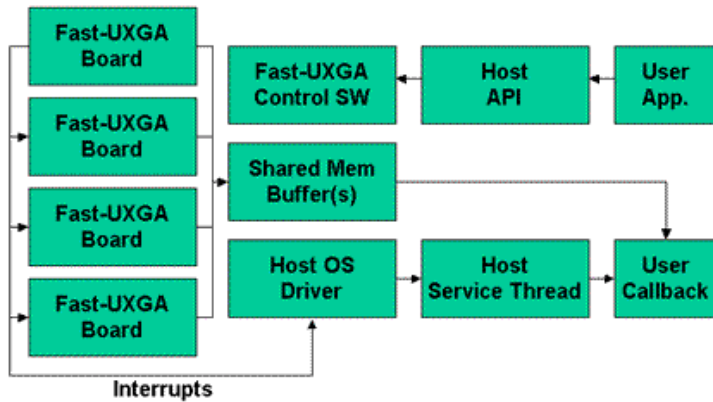 Fast-UXGA
Board
Fast-UXGA
Board
Fast-UXGA
Board
Fast-UXGA
Board
Fast-UXGA
Control SW
Host
API
User
App.
Shared Mem
Buffer(s)
Host OS
Driver
Host
Service Thread
User
Callback
Interrupts